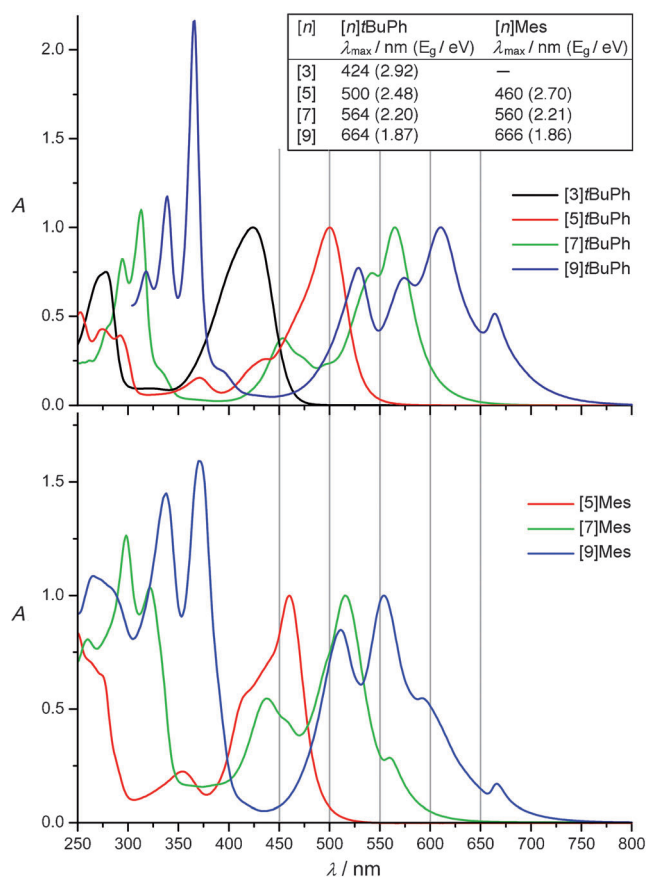 [n] [n]tBuPh [n]Mes
λmax / nm (Eg / eV) λmax / nm (Eg / eV)
[3] 424 (2.92) —
[5] 500 (2.48) 460 (2.70)
[7] 564 (2.20) 560 (2.21)
[9] 664 (1.87) 666 (1.86)
2.0
1.5
A
1.0
0.5
0.0
[3]tBuPh
[5]tBuPh
[7]tBuPh
[9]tBuPh
1.5
A
1.0
0.5
0.0
[5]Mes
[7]Mes
[9]Mes
250 300 350 400 450 500 550 600 650 700 750 800
λ / nm